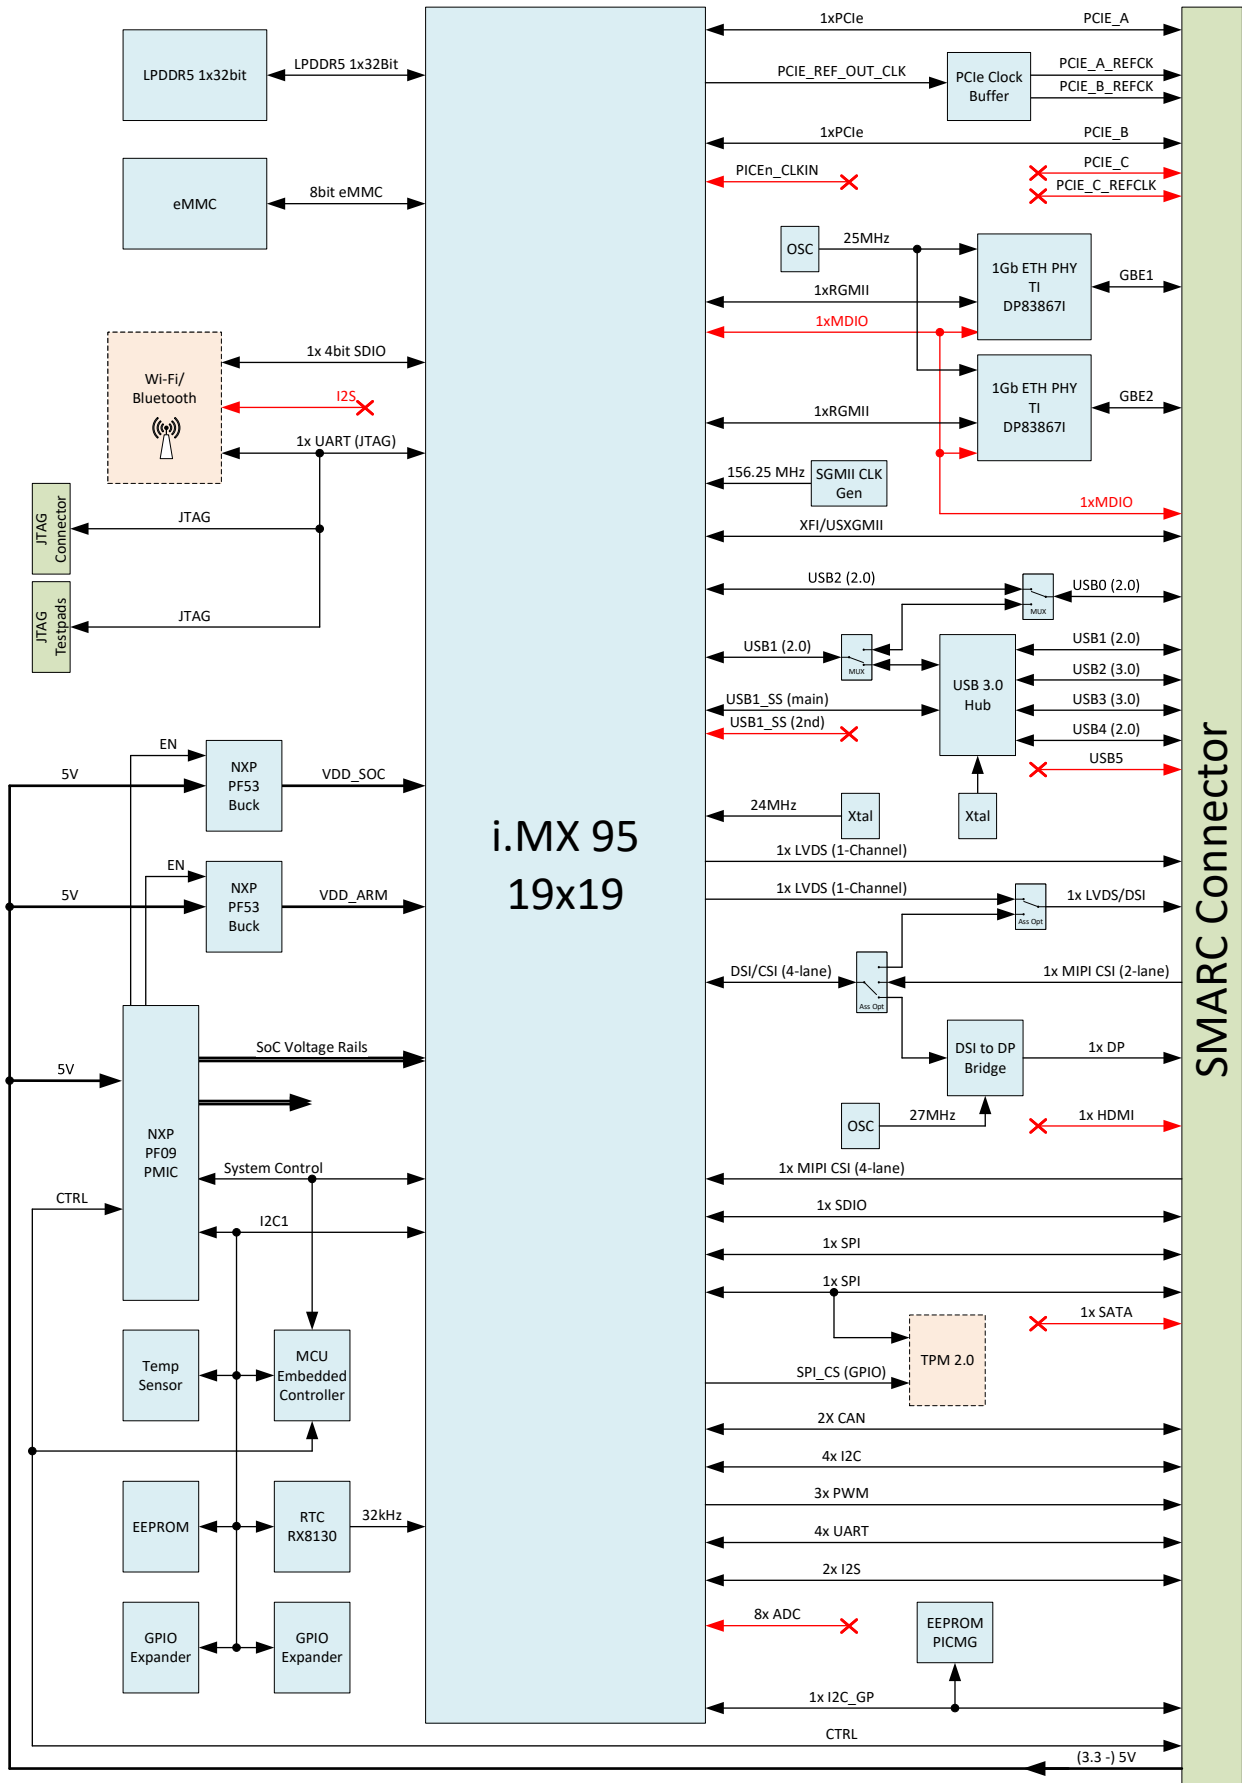 1xPCIe
PCIE_A
LPDDR5 1x32bit
LPDDR5 1x32Bit
PCIE_REF_OUT_CLK
PCIe Clock
Buffer
PCIE_A_REFCK
PCIE_B_REFCK
1xPCIe
PCIE_B
PICEn_CLKIN
PCIE_C
PCIE_C_REFCLK
eMMC
8bit eMMC
OSC
25MHz
1Gb ETH PHY
TI
DP83867I
GBE1
1xRGMII
1xMDIO
1x 4bit SDIO
Wi-Fi/
Bluetooth
I2S
1x UART (JTAG)
1Gb ETH PHY
TI
DP83867I
GBE2
1xRGMII
156.25 MHz
SGMII CLK
Gen
1xMDIO
XFI/USXGMII
JTAG
Connector
JTAG
JTAG
Testpads
JTAG
USB2 (2.0)
MUX
USB0 (2.0)
USB1 (2.0)
MUX
USB 3.0
Hub
USB1 (2.0)
USB2 (3.0)
USB3 (3.0)
USB4 (2.0)
USB5
USB1_SS (main)
USB1_SS (2nd)
24MHz
Xtal
Xtal
EN
5V
NXP
PF53
Buck
VDD_SOC
EN
5V
NXP
PF53
Buck
VDD_ARM
i.MX 95
19x19
SMARC Connector
1x LVDS (1-Channel)
1x LVDS (1-Channel)
Ass Opt
1x LVDS/DSI
DSI/CSI (4-lane)
Ass Opt
1x MIPI CSI (2-lane)
DSI to DP
Bridge
1x DP
OSC
27MHz
1x HDMI
5V
SoC Voltage Rails
NXP
PF09
PMIC
System Control
CTRL
I2C1
1x MIPI CSI (4-lane)
1x SDIO
1x SPI
1x SPI
1x SATA
TPM 2.0
SPI_CS (GPIO)
Temp
Sensor
MCU
Embedded
Controller
2X CAN
4x I2C
3x PWM
4x UART
2x I2S
EEPROM
RTC
RX8130
32kHz
8x ADC
EEPROM
PICMG
GPIO
Expander
GPIO
Expander
1x I2C_GP
CTRL
(3.3 -) 5V